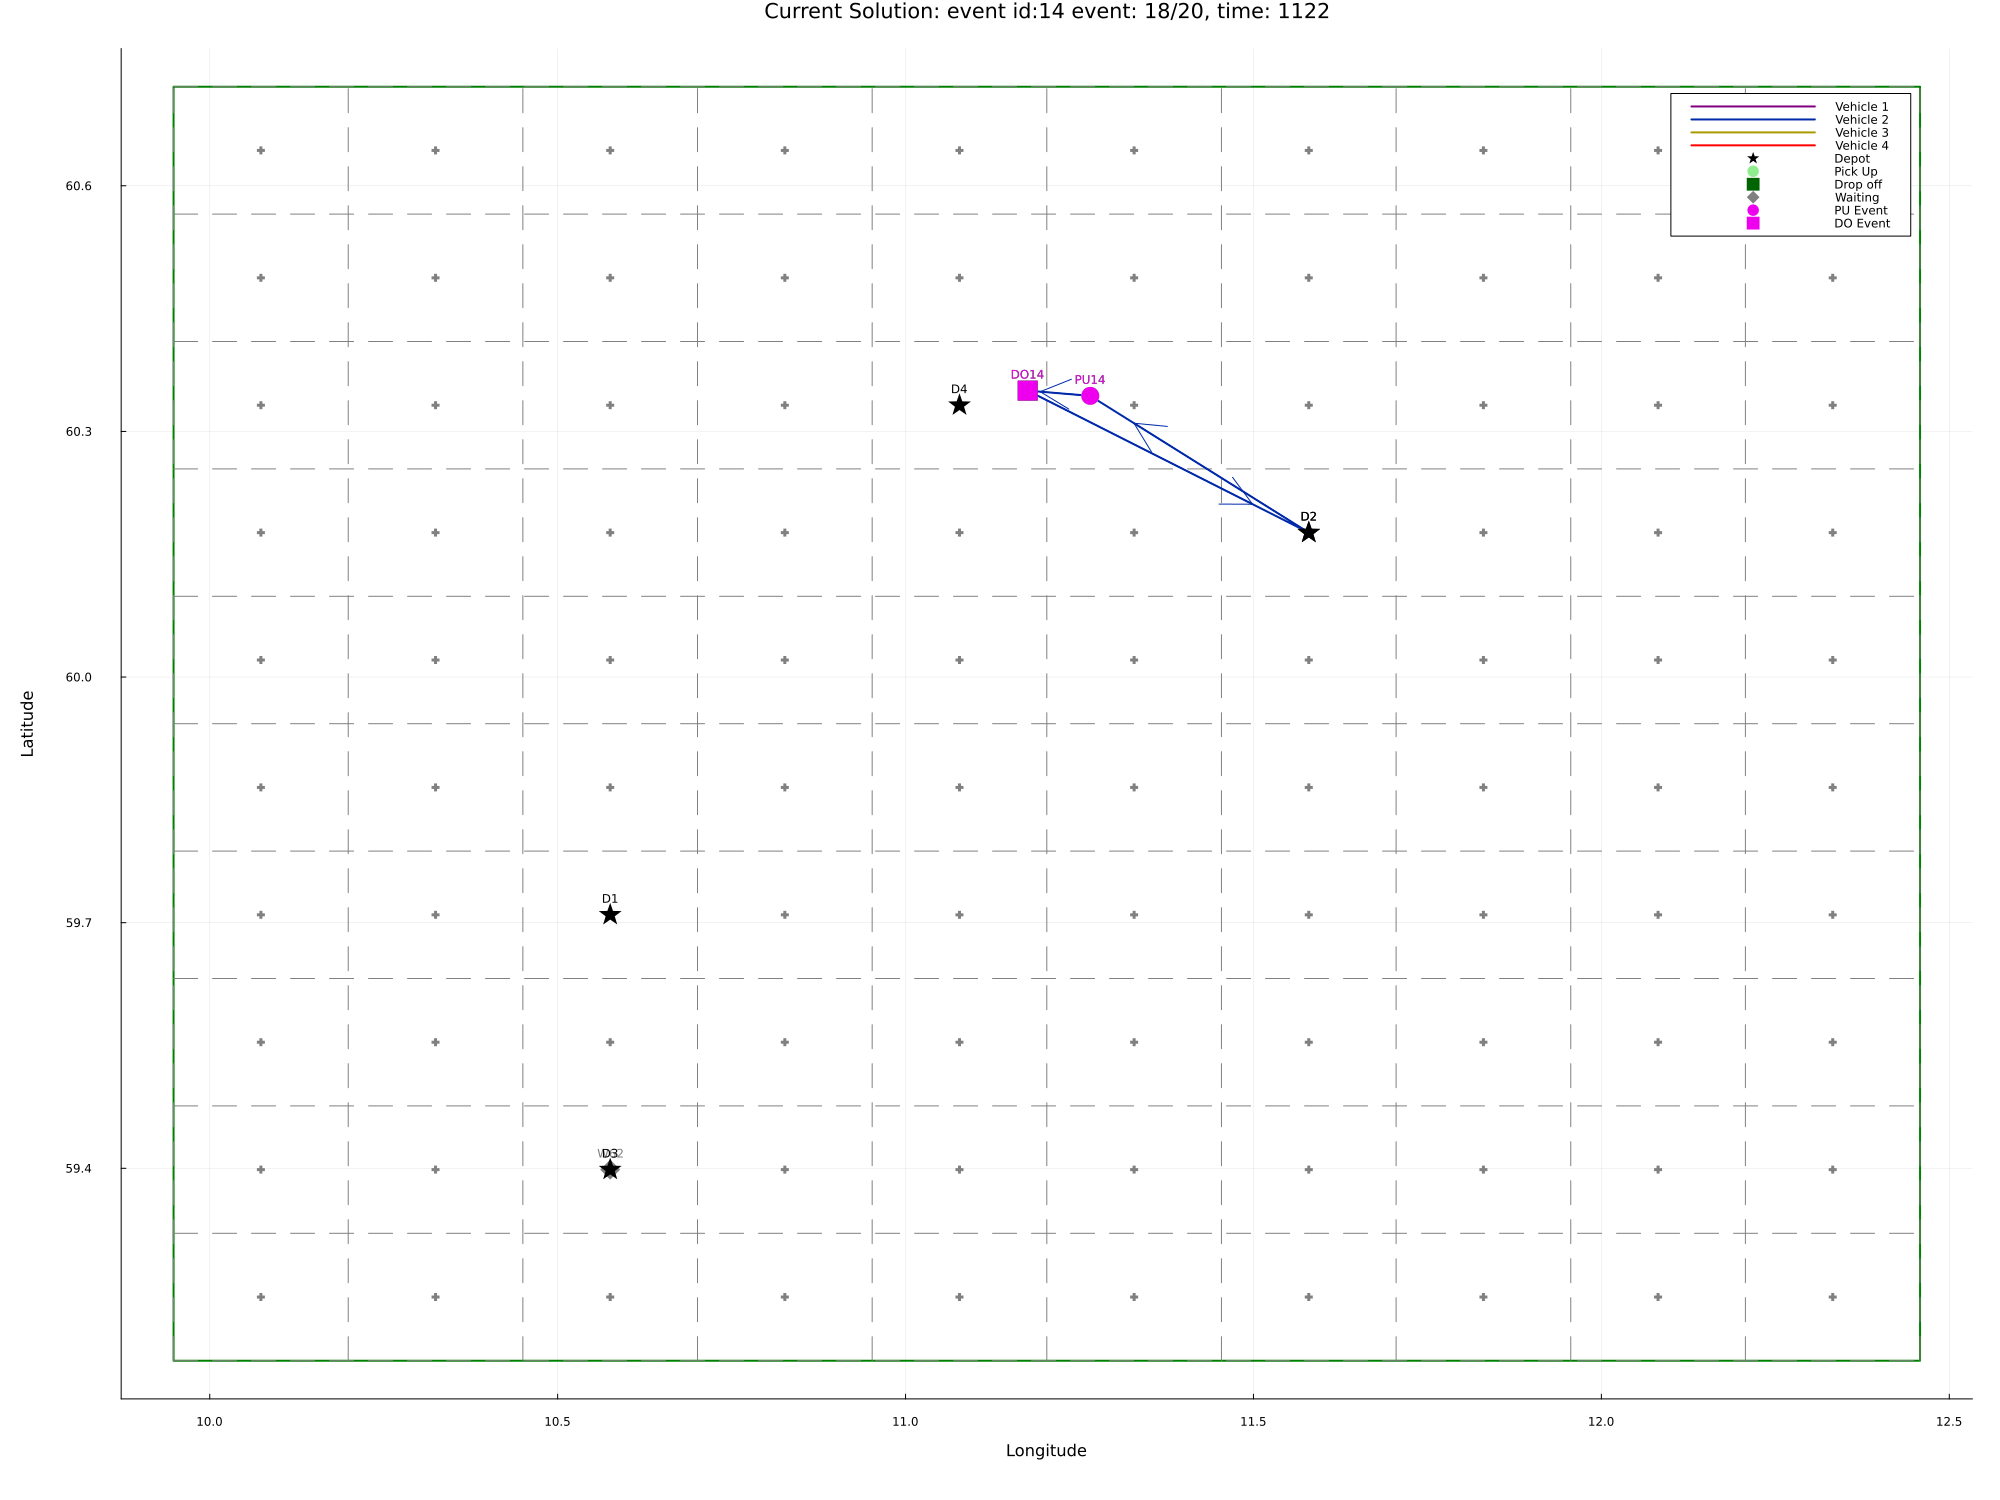 Current Solution: event id:14 event: 18/20, time: 1122
Vehicle 1
Vehicle 2
Vehicle 3
Vehicle 4
Depot
Pick Up
Drop off
Waiting
PU Event
DO Event
60.6
60.3
60.0
59.7
59.4
Latitude
DO14
PU14
D4
D2
D1
D3
10.0
10.5
11.0
11.5
12.0
12.5
Longitude